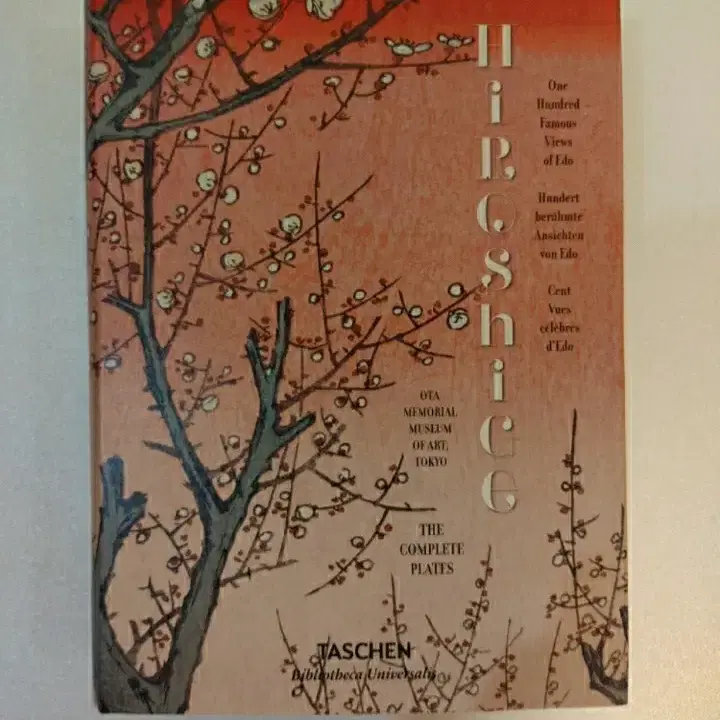 HiROShiGE
One
Hundred
Famous
Views
of Edo
Hundert
berühmte
Ansichten
von Edo
Cent
Vues
célèbres
d'Edo
OTA
MEMORIAL
MUSEUM
OF ART,
TOKYO
THE
COMPLETE
PLATES
TASCHEN
Bibliotheca Universalis